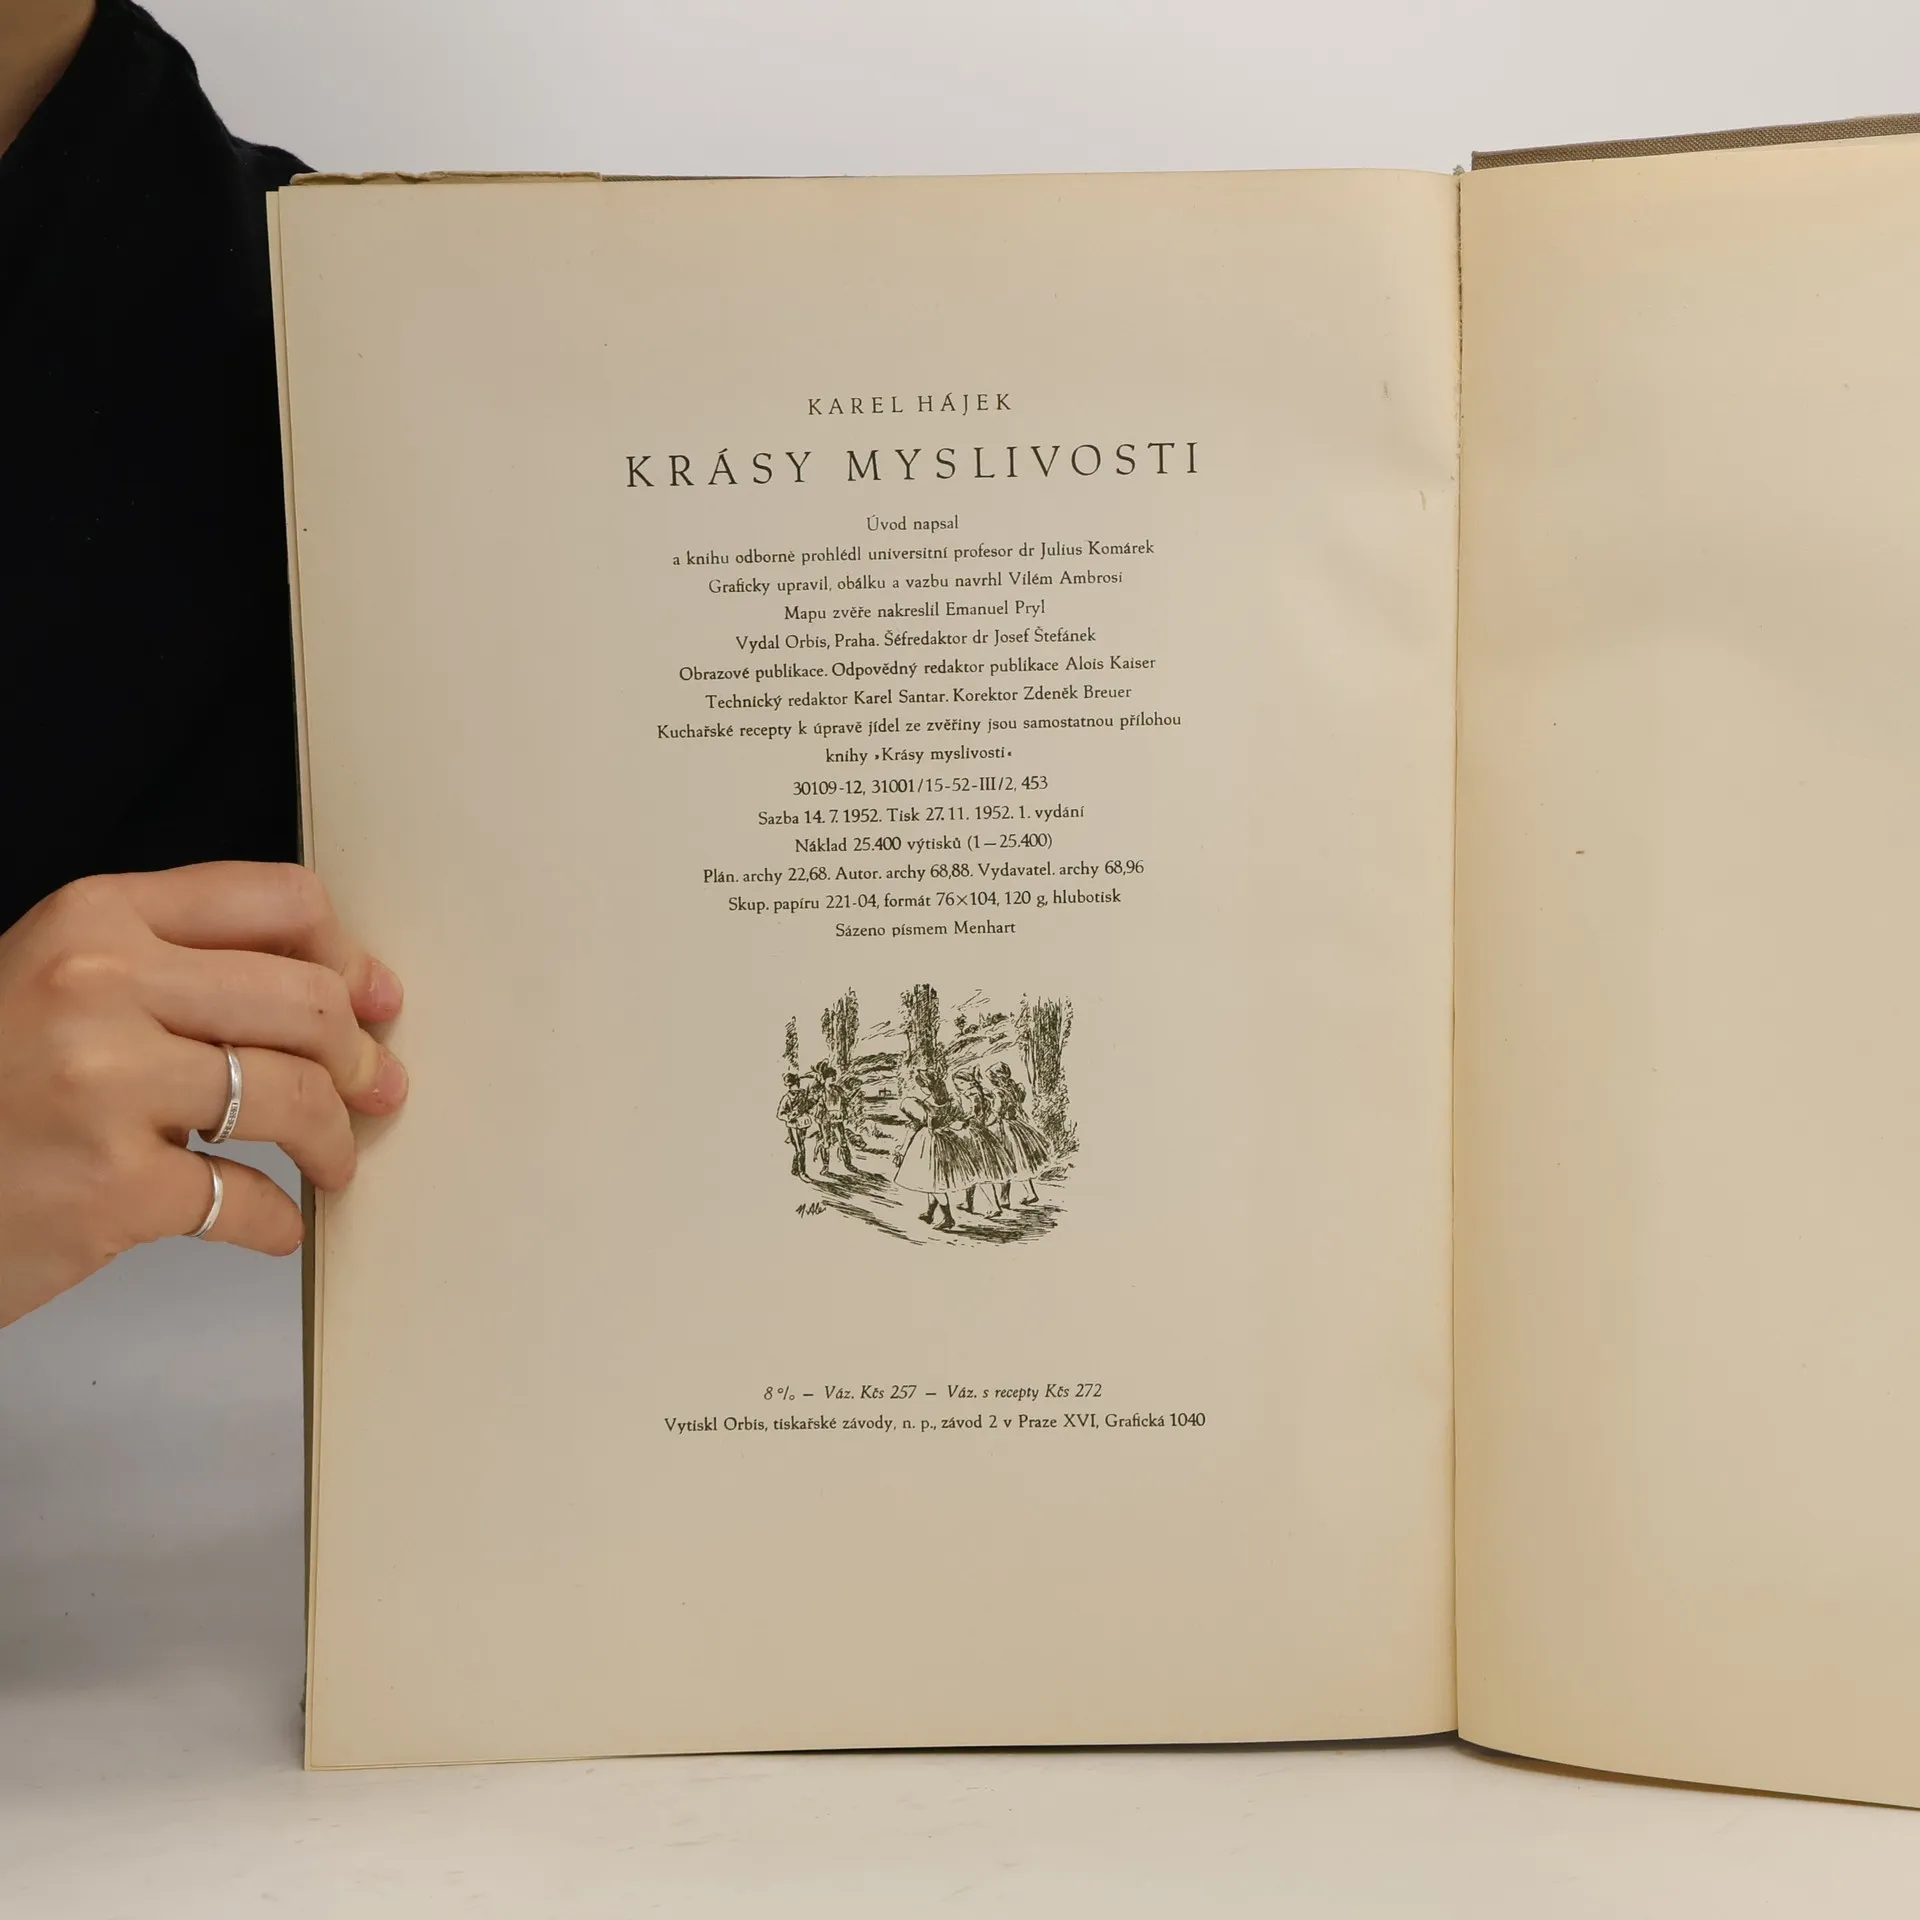 KAREL HÁJEK
KRÁSY MYSLIVOSTI
Úvod napsal
a knihu odborně prohlédl universitní profesor dr Julius Komárek
Graficky upravil, obálku a vazbu navrhl Vilém Ambrosi
Mapu zvěře nakreslil Emanuel Pryl
Vydal Orbis, Praha. Šéfredaktor dr Josef Štefánek
Obrazové publikace. Odpovědný redaktor publikace Alois Kaiser
Technický redaktor Karel Santar. Korektor Zdeněk Breuer
Kuchařské recepty k úpravě jídel ze zvěřiny jsou samostatnou přílohou
knihy »Krásy myslivosti«
30109-12, 31001/15-52-III/2, 453
Sazba 14. 7. 1952. Tisk 27. 11. 1952. 1. vydání
Náklad 25.400 výtisků (1—25.400)
Plán. archy 22,68. Autor. archy 68,88. Vydavatel. archy 68,96
Skup. papíru 221-04, formát 76×104, 120 g, hlubotisk
Sázeno písmem Menhart
8 % — Váz. Kčs 257 — Váz. s recepty Kčs 272
Vytiskl Orbis, tiskařské závody, n. p., závod 2 v Praze XVI, Grafická 1040